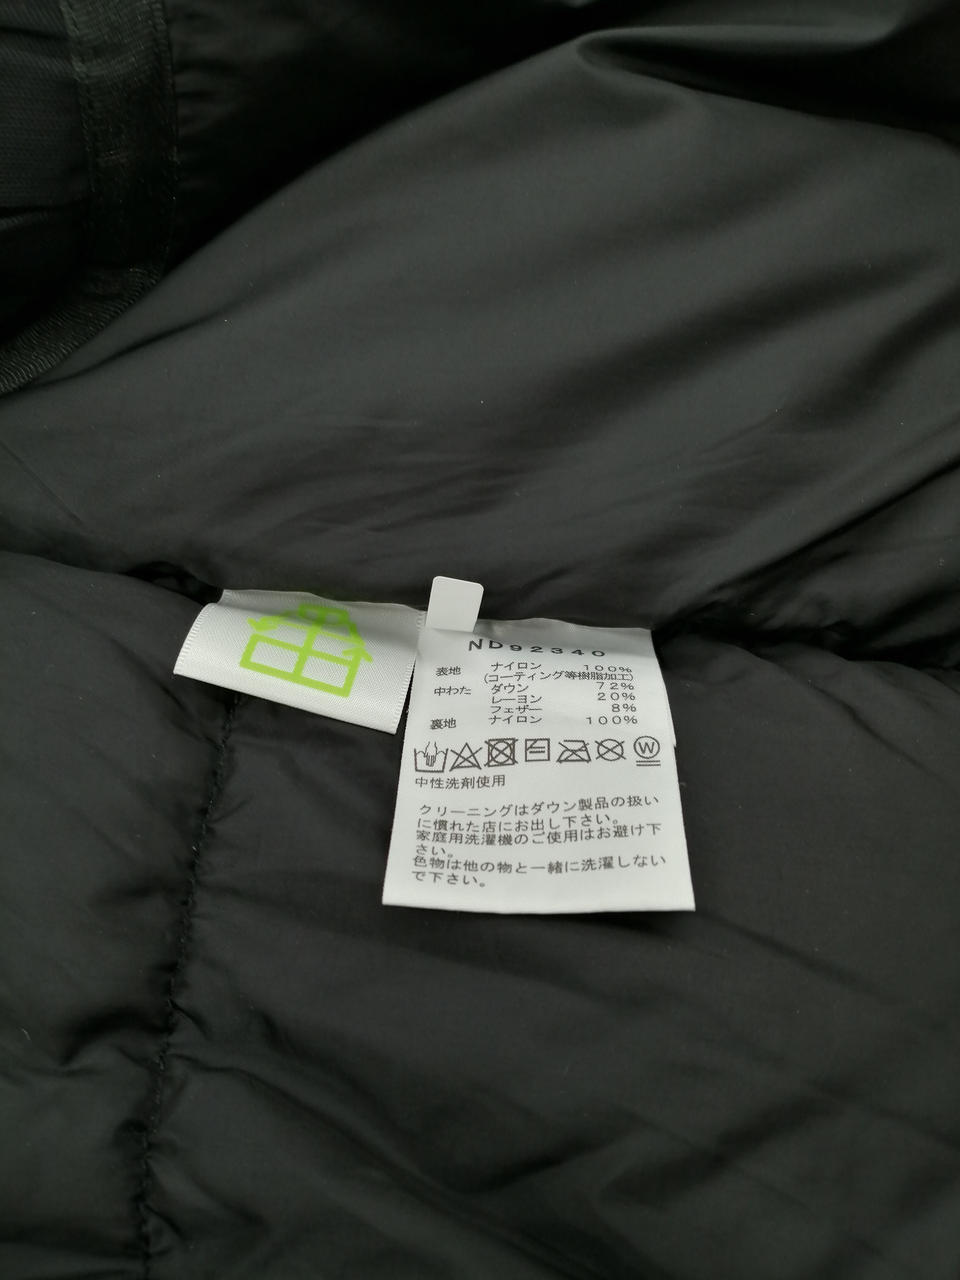 ND92340
表地 ナイロン 100%
(コーティング等樹脂加工)
中わた ダウン 72%
レーヨン 20%
フェザー 8%
裏地 ナイロン 100%
W
中性洗剤使用
クリーニングはダウン製品の扱い
に慣れた店にお出し下さい。
家庭用洗濯機のご使用はお避け下
さい。
色物は他の物と一緒に洗濯しない
で下さい。